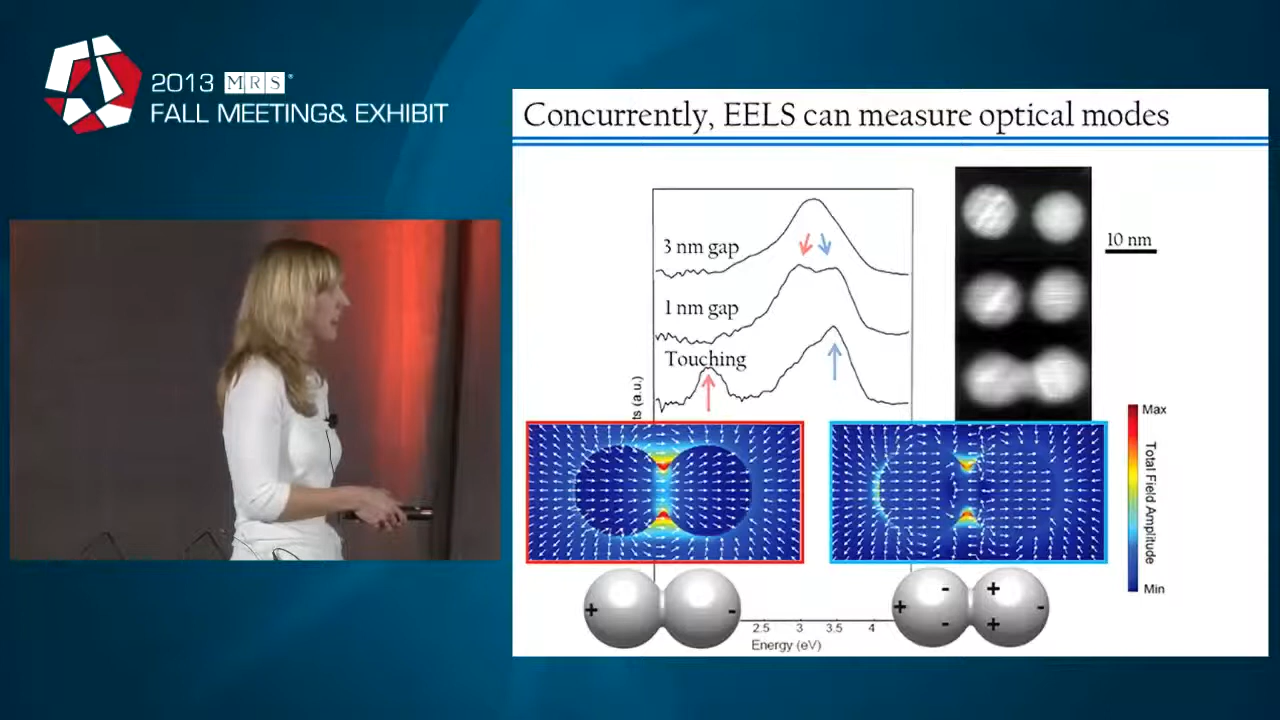 2013 MRS®
FALL MEETING & EXHIBIT
Concurrently, EELS can measure optical modes
3 nm gap
1 nm gap
Touching
ts (a.u.)
10 nm
Max
Total Field Amplitude
Min
+
-
2.5 3 3.5 4
Energy (eV)
+
- +
- +
-